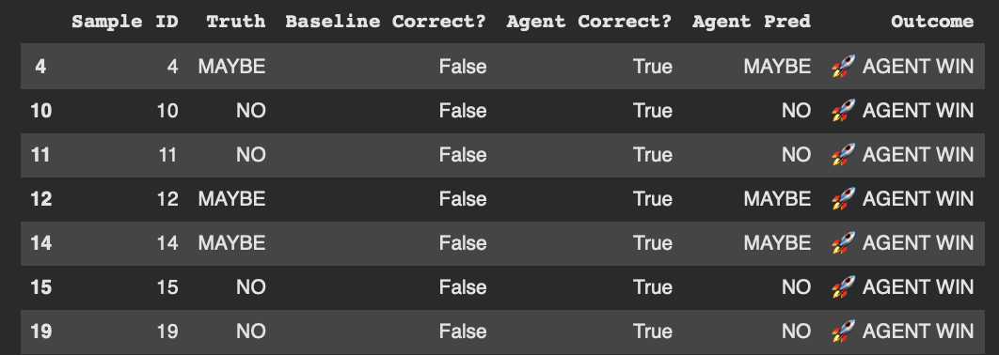 Sample ID Truth Baseline Correct? Agent Correct? Agent Pred Outcome
4 4 MAYBE False True MAYBE 🚀 AGENT WIN
10 10 NO False True NO 🚀 AGENT WIN
11 11 NO False True NO 🚀 AGENT WIN
12 12 MAYBE False True MAYBE 🚀 AGENT WIN
14 14 MAYBE False True MAYBE 🚀 AGENT WIN
15 15 NO False True NO 🚀 AGENT WIN
19 19 NO False True NO 🚀 AGENT WIN